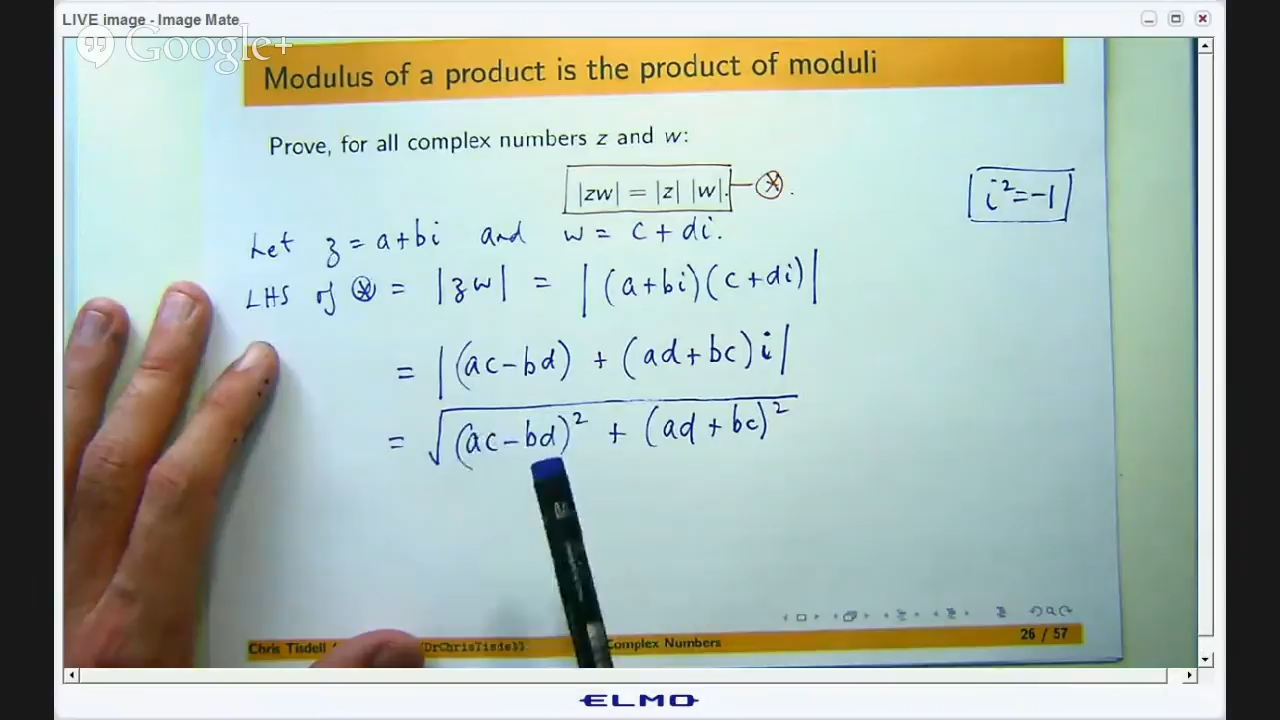 LIVE image - Image Mate
Google+
Modulus of a product is the product of moduli
Prove, for all complex numbers z and w:
|zw| = |z| |w|. ⊛.
i²=-1
Let z = a+bi and w = c+di.
LHS of ⊛ = |zw| = |(a+bi)(c+di)|
= |(ac-bd) + (ad+bc)i|
= √((ac-bd)² + (ad+bc)²)
26 / 57
Chris Tisdell /DrChrisTisdell Complex Numbers
ELMO